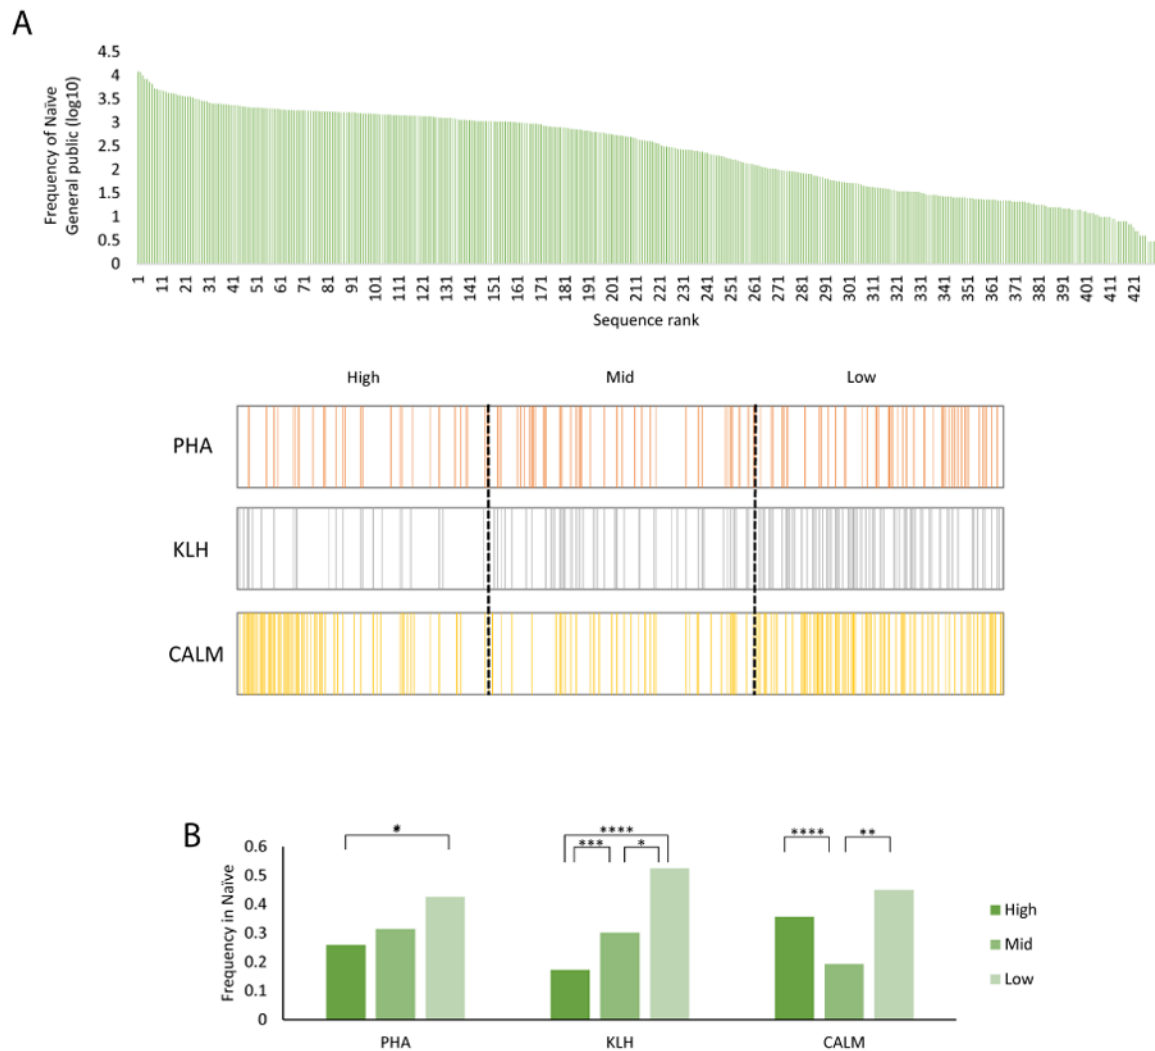 A
Frequency of Naïve
General public (log10)
4.5
4
3.5
3
2.5
2
1.5
1
0.5
0
1 11 21 31 41 51 61 71 81 91 101 111 121 131 141 151 161 171 181 191 201 211 221 231 241 251 261 271 281 291 301 311 321 331 341 351 361 371 381 391 401 411 421
Sequence rank
High Mid Low
PHA
KLH
CALM
B
Frequency in Naïve
0.6
0.5
0.4
0.3
0.2
0.1
0
*
****
*** *
**** **
PHA KLH CALM
High
Mid
Low